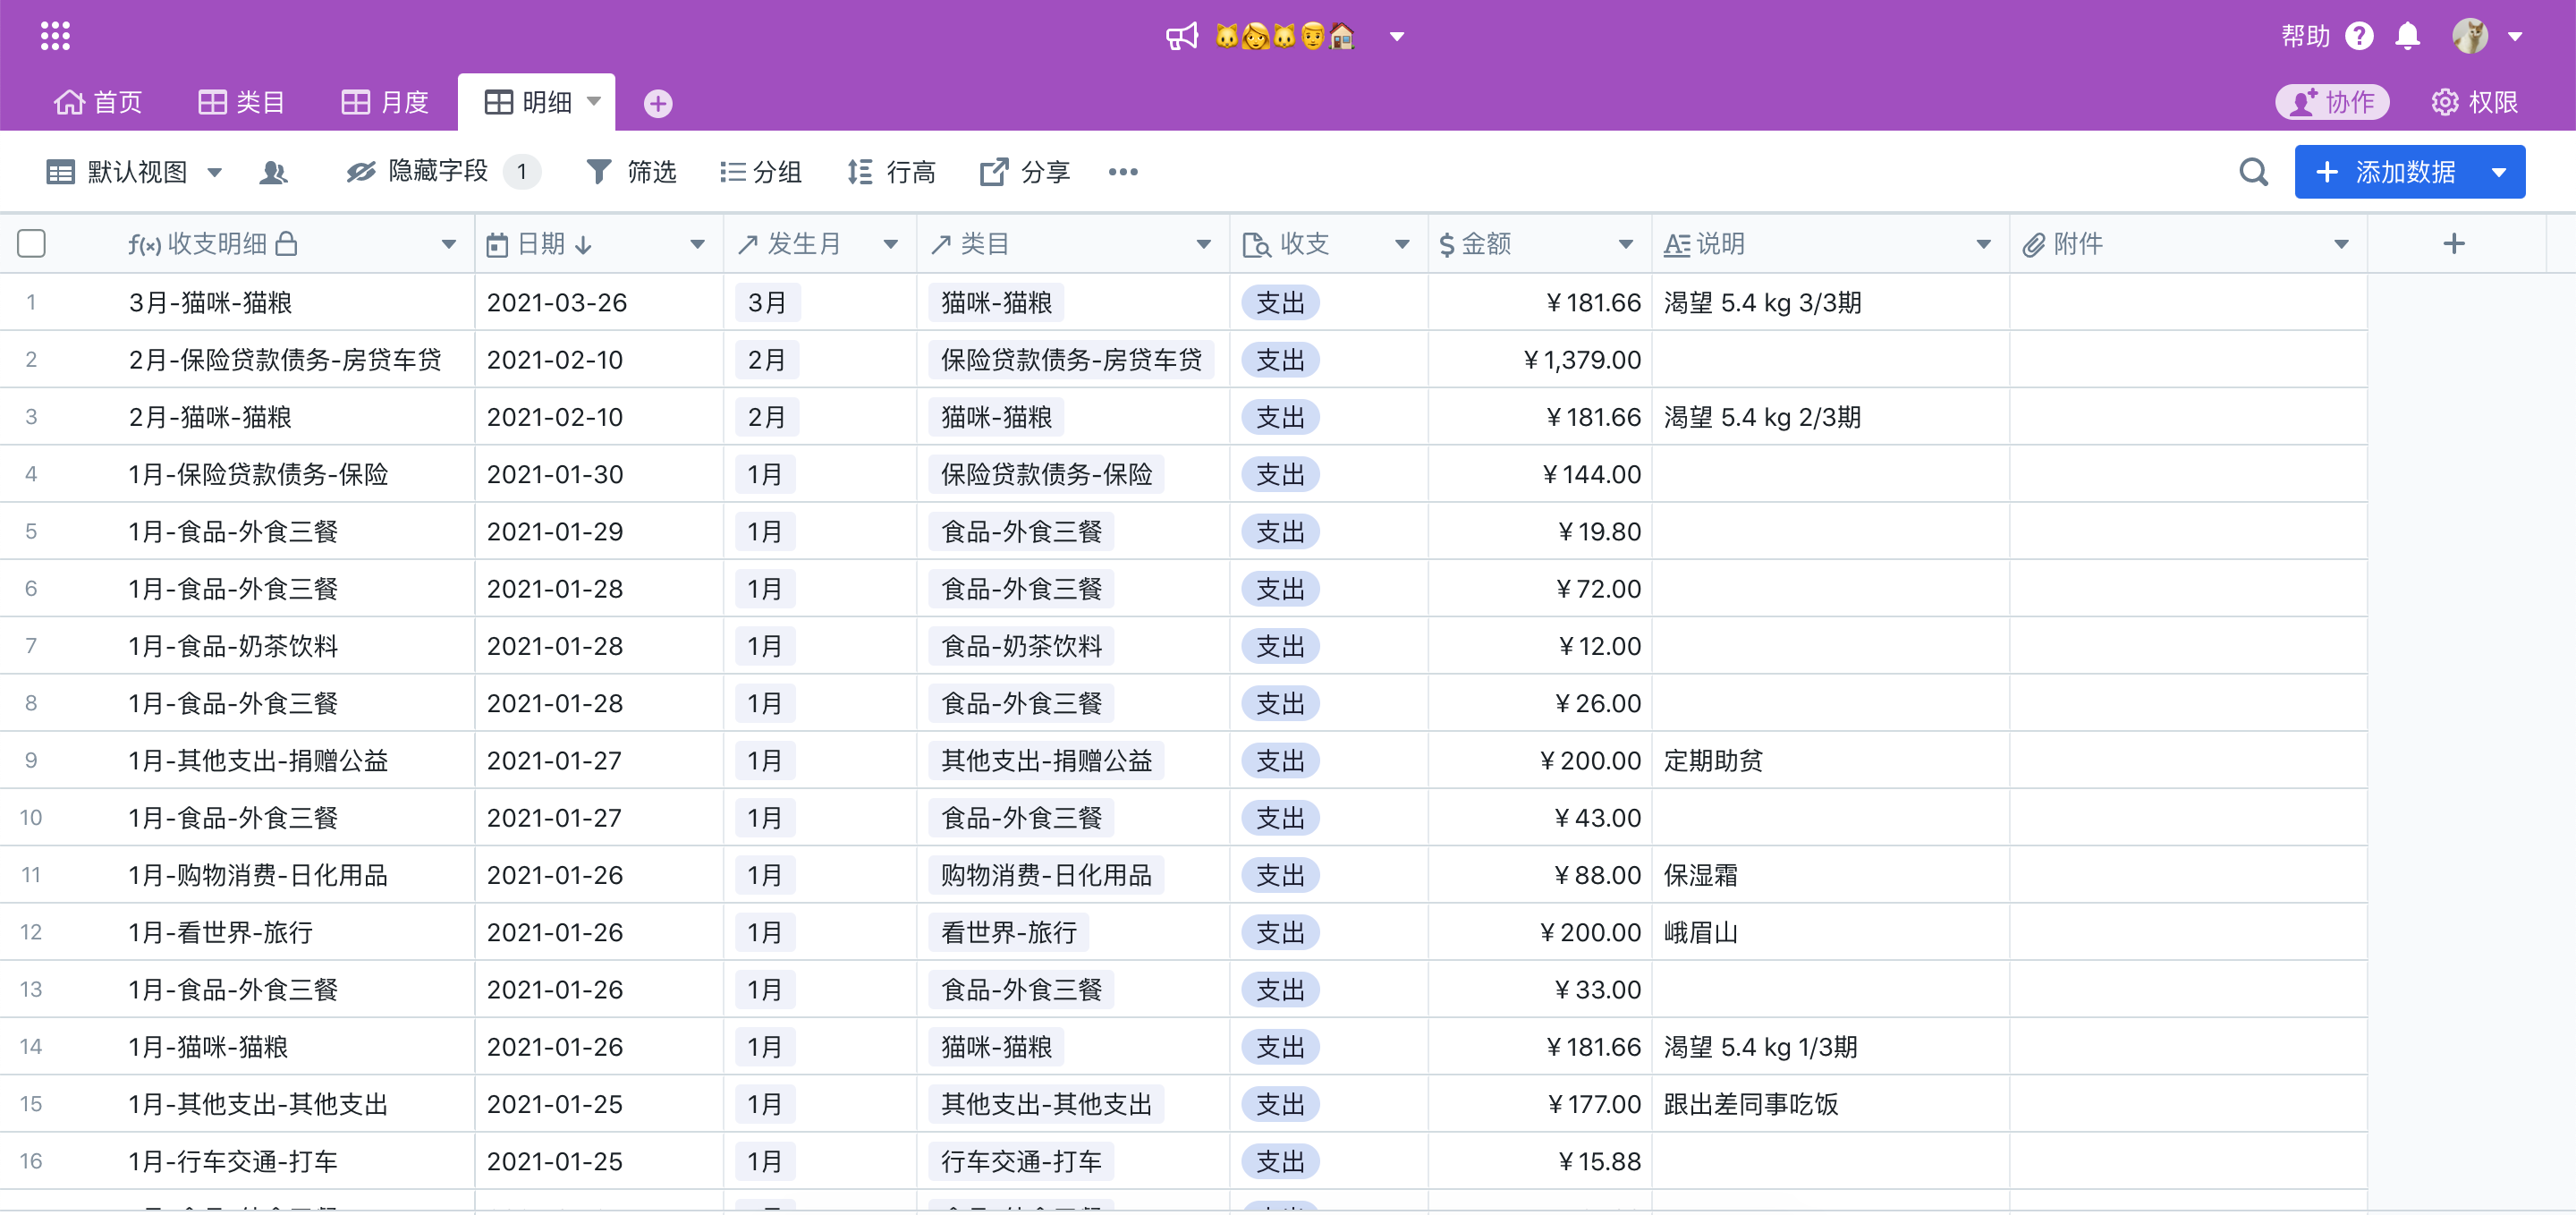 帮助
首页 类目 月度 明细 协作 权限
默认视图 隐藏字段 1 筛选 分组 行高 分享 添加数据
f(x) 收支明细 日期 发生月 类目 收支 $ 金额 说明 附件
1 3月-猫咪-猫粮 2021-03-26 3月 猫咪-猫粮 支出 ¥181.66 渴望 5.4 kg 3/3期
2 2月-保险贷款债务-房贷车贷 2021-02-10 2月 保险贷款债务-房贷车贷 支出 ¥1,379.00
3 2月-猫咪-猫粮 2021-02-10 2月 猫咪-猫粮 支出 ¥181.66 渴望 5.4 kg 2/3期
4 1月-保险贷款债务-保险 2021-01-30 1月 保险贷款债务-保险 支出 ¥144.00
5 1月-食品-外食三餐 2021-01-29 1月 食品-外食三餐 支出 ¥19.80
6 1月-食品-外食三餐 2021-01-28 1月 食品-外食三餐 支出 ¥72.00
7 1月-食品-奶茶饮料 2021-01-28 1月 食品-奶茶饮料 支出 ¥12.00
8 1月-食品-外食三餐 2021-01-28 1月 食品-外食三餐 支出 ¥26.00
9 1月-其他支出-捐赠公益 2021-01-27 1月 其他支出-捐赠公益 支出 ¥200.00 定期助贫
10 1月-食品-外食三餐 2021-01-27 1月 食品-外食三餐 支出 ¥43.00
11 1月-购物消费-日化用品 2021-01-26 1月 购物消费-日化用品 支出 ¥88.00 保湿霜
12 1月-看世界-旅行 2021-01-26 1月 看世界-旅行 支出 ¥200.00 峨眉山
13 1月-食品-外食三餐 2021-01-26 1月 食品-外食三餐 支出 ¥33.00
14 1月-猫咪-猫粮 2021-01-26 1月 猫咪-猫粮 支出 ¥181.66 渴望 5.4 kg 1/3期
15 1月-其他支出-其他支出 2021-01-25 1月 其他支出-其他支出 支出 ¥177.00 跟出差同事吃饭
16 1月-行车交通-打车 2021-01-25 1月 行车交通-打车 支出 ¥15.88